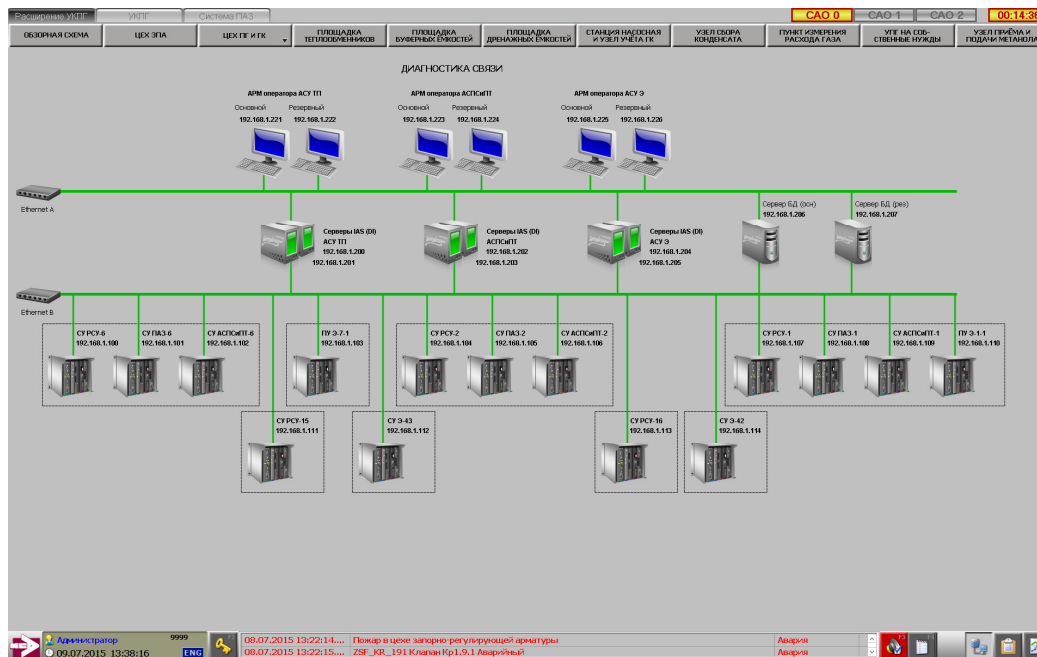 Расширение УКПГ УКПГ Система ПАЗ САО 0 САО 1 САО 2 00:14:36
ОБЗОРНАЯ СХЕМА ЦЕХ ЗПА ЦЕХ ПГ И ГК ПЛОЩАДКА ТЕПЛООБМЕННИКОВ ПЛОЩАДКА БУФЕРНЫХ ЁМКОСТЕЙ ПЛОЩАДКА ДРЕНАЖНЫХ ЁМКОСТЕЙ СТАНЦИЯ НАСОСНАЯ И УЗЕЛ УЧЁТА ГК УЗЕЛ СБОРА КОНДЕНСАТА ПУНКТ ИЗМЕРЕНИЯ РАСХОДА ГАЗА УПГ НА СОБ- СТВЕННЫЕ НУЖДЫ УЗЕЛ ПРИЁМА И ПОДАЧИ МЕТАНОЛА
ДИАГНОСТИКА СВЯЗИ
АРМ оператора АСУ ТП АРМ оператора АСПСиПТ АРМ оператора АСУ Э
Основной Резервный Основной Резервный Основной Резервный
192.168.1.221 192.168.1.222 192.168.1.223 192.168.1.224 192.168.1.225 192.168.1.226
Ethernet A
Сервер БД (осн) Сервер БД (рез)
192.168.1.206 192.168.1.207
Серверы IAS (DI) Серверы IAS (DI) Серверы IAS (DI)
АСУ ТП АСПСиПТ АСУ Э
192.168.1.200 192.168.1.202 192.168.1.204
192.168.1.201 192.168.1.203 192.168.1.205
Ethernet B
СУ РСУ-6 СУ ПАЗ-6 СУ АСПСиПТ-6 ПУ Э-7-1 СУ РСУ-2 СУ ПАЗ-2 СУ АСПСиПТ-2 СУ РСУ-1 СУ ПАЗ-1 СУ АСПСиПТ-1 ПУ Э-1-1
192.168.1.100 192.168.1.101 192.168.1.102 192.168.1.103 192.168.1.104 192.168.1.105 192.168.1.106 192.168.1.107 192.168.1.108 192.168.1.109 192.168.1.110
СУ РСУ-15 СУ Э-43 СУ РСУ-16 СУ Э-42
192.168.1.111 192.168.1.112 192.168.1.113 192.168.1.114
Администратор 9999 F2 08.07.2015 13:22:14.... Пожар в цехе запорно-регулирующей арматуры Авария F3
09.07.2015 13:38:16 ENG 08.07.2015 13:22:15.... ZSF_KR_191 Клапан Кр1.9.1 Аварийный Авария